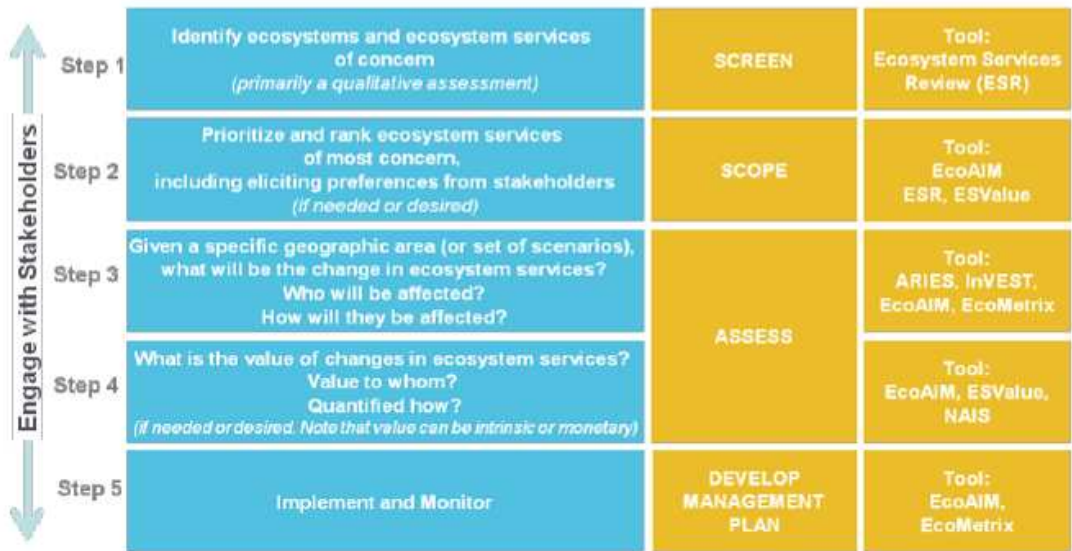 Engage with Stakeholders
Step 1
Identify ecosystems and ecosystem services
of concern
(primarily a qualitative assessment)
SCREEN
Tool:
Ecosystem Services
Review (ESR)
Step 2
Prioritize and rank ecosystem services
of most concern,
including eliciting preferences from stakeholders
(if needed or desired)
SCOPE
Tool:
EcoAIM
ESR, ESValue
Step 3
Given a specific geographic area (or set of scenarios),
what will be the change in ecosystem services?
Who will be affected?
How will they be affected?
ASSESS
Tool:
ARIES, InVEST,
EcoAIM, EcoMetrix
Step 4
What is the value of changes in ecosystem services?
Value to whom?
Quantified how?
(if needed or desired. Note that value can be intrinsic or monetary)
Tool:
EcoAIM, ESValue,
NAIS
Step 5
Implement and Monitor
DEVELOP
MANAGEMENT
PLAN
Tool:
EcoAIM,
EcoMetrix